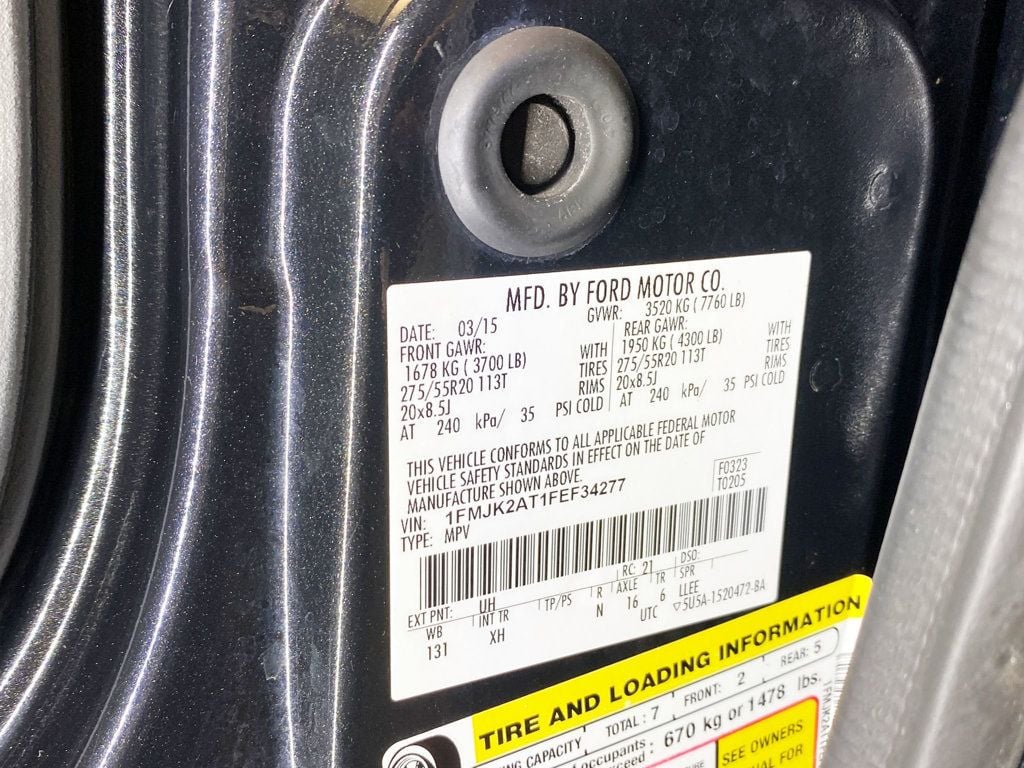 MFD. BY FORD MOTOR CO.
DATE: 03/15 GVWR: 3520 KG ( 7760 LB)
FRONT GAWR: REAR GAWR:
1678 KG ( 3700 LB) WITH 1950 KG ( 4300 LB) WITH
275/55R20 113T TIRES 275/55R20 113T TIRES
20x8.5J RIMS 20x8.5J RIMS
AT 240 kPa/ 35 PSI COLD AT 240 kPa/ 35 PSI COLD
THIS VEHICLE CONFORMS TO ALL APPLICABLE FEDERAL MOTOR
VEHICLE SAFETY STANDARDS IN EFFECT ON THE DATE OF
MANUFACTURE SHOWN ABOVE.
F0323
T0205
VIN: 1FMJK2AT1FEF34277
TYPE: MPV
EXT PNT: UH RC: 21 DSO:
WB INT TR TP/PS R AXLE TR SPR
131 XH N 16 6 LLEE
UTC ▽5U5A-1520472-BA
TIRE AND LOADING INFORMATION
NG CAPACITY TOTAL : 7 FRONT: 2 REAR: 5
occupants : 670 kg or 1478 lbs.
SEE OWNERS
FOR